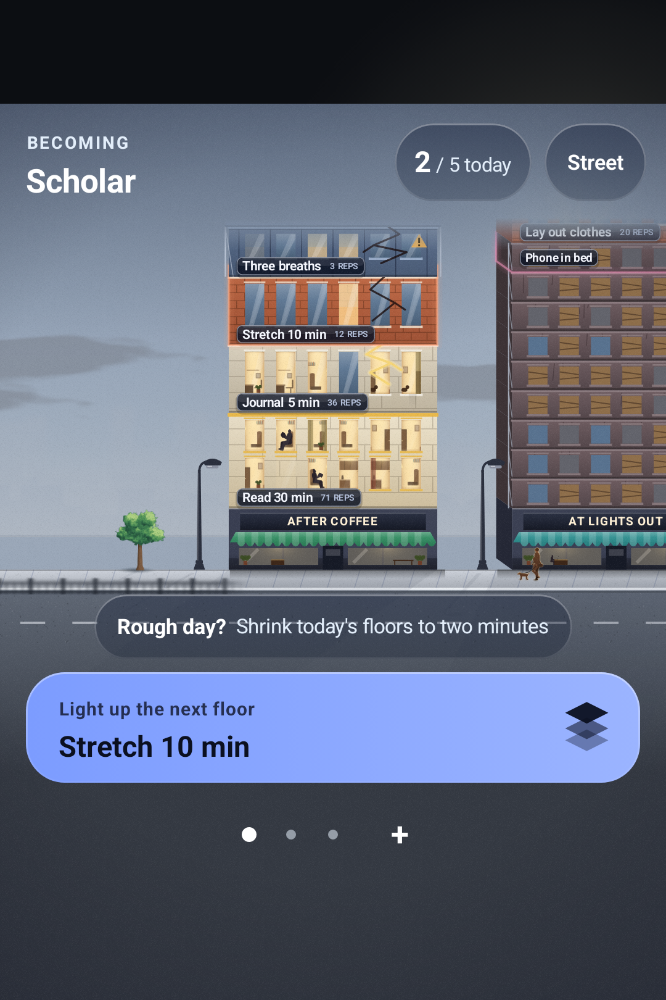 BECOMING
Scholar
2 / 5 today
Street
Three breaths 3 REPS
Stretch 10 min 12 REPS
Journal 5 min 36 REPS
Read 30 min 71 REPS
AFTER COFFEE
Lay out clothes 20 REPS
Phone in bed
AT LIGHTS OUT
Rough day? Shrink today's floors to two minutes
Light up the next floor
Stretch 10 min